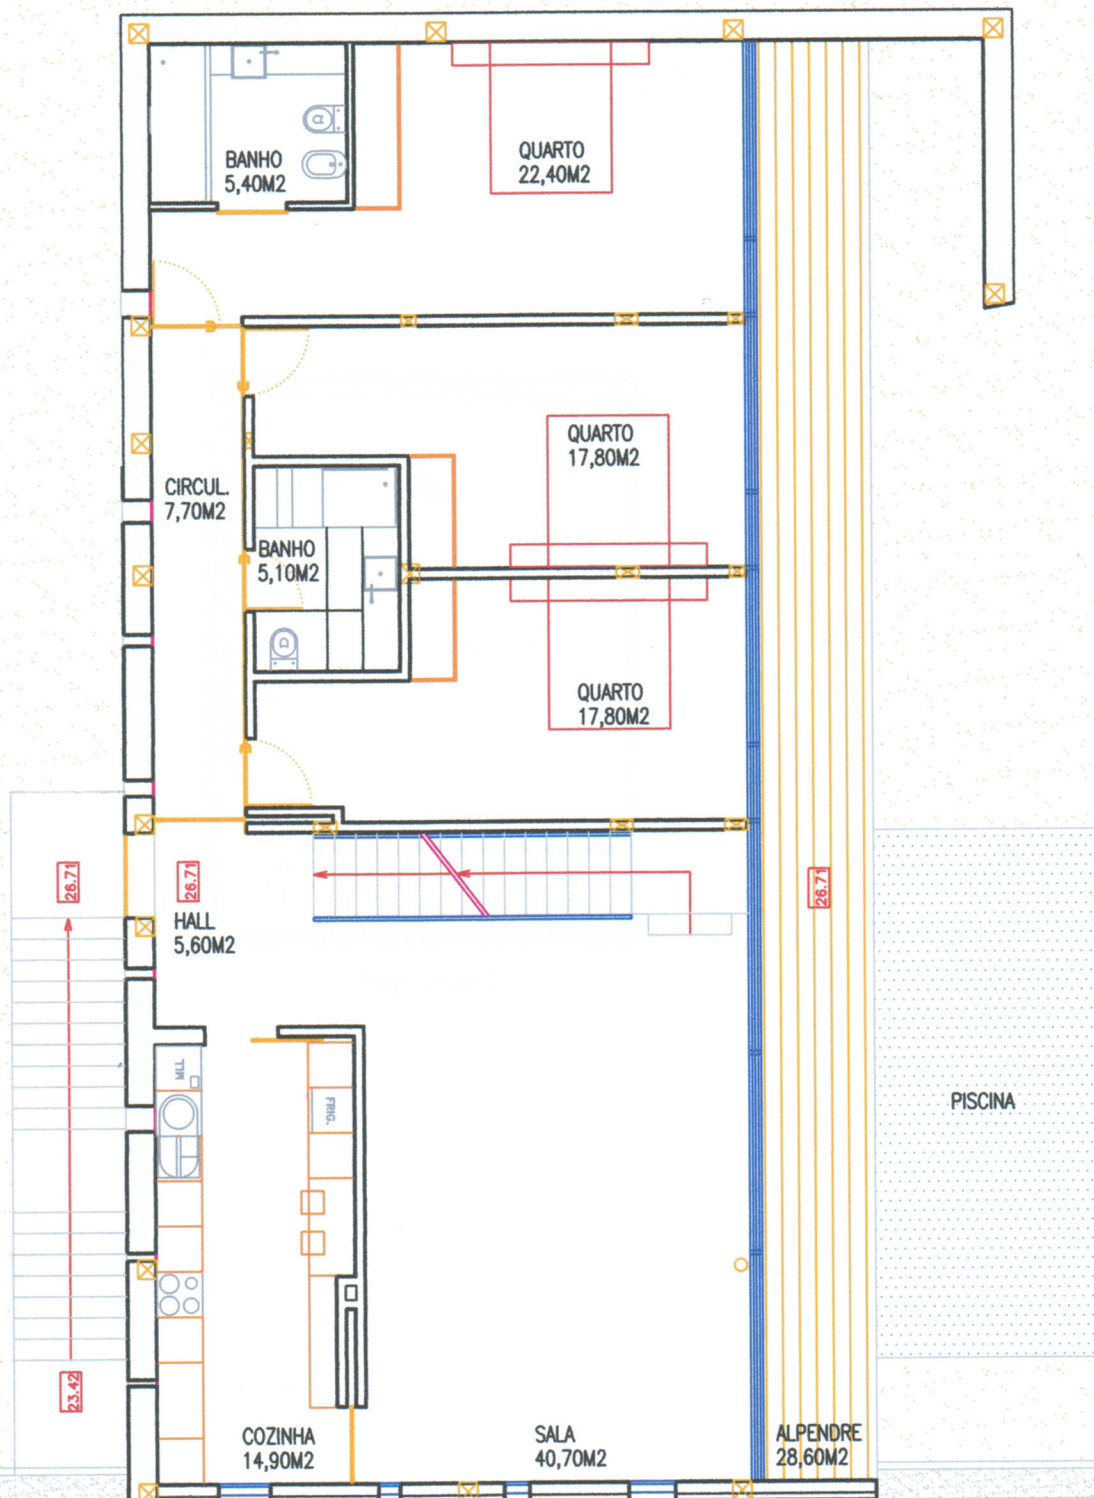 BANHO
5,40M2
QUARTO
22,40M2
QUARTO
17,80M2
CIRCUL.
7,70M2
BANHO
5,10M2
QUARTO
17,80M2
26.71
26.71
26.71
HALL
5,60M2
MLL
FRIG.
PISCINA
23.42
COZINHA
14,90M2
SALA
40,70M2
ALPENDRE
28,60M2